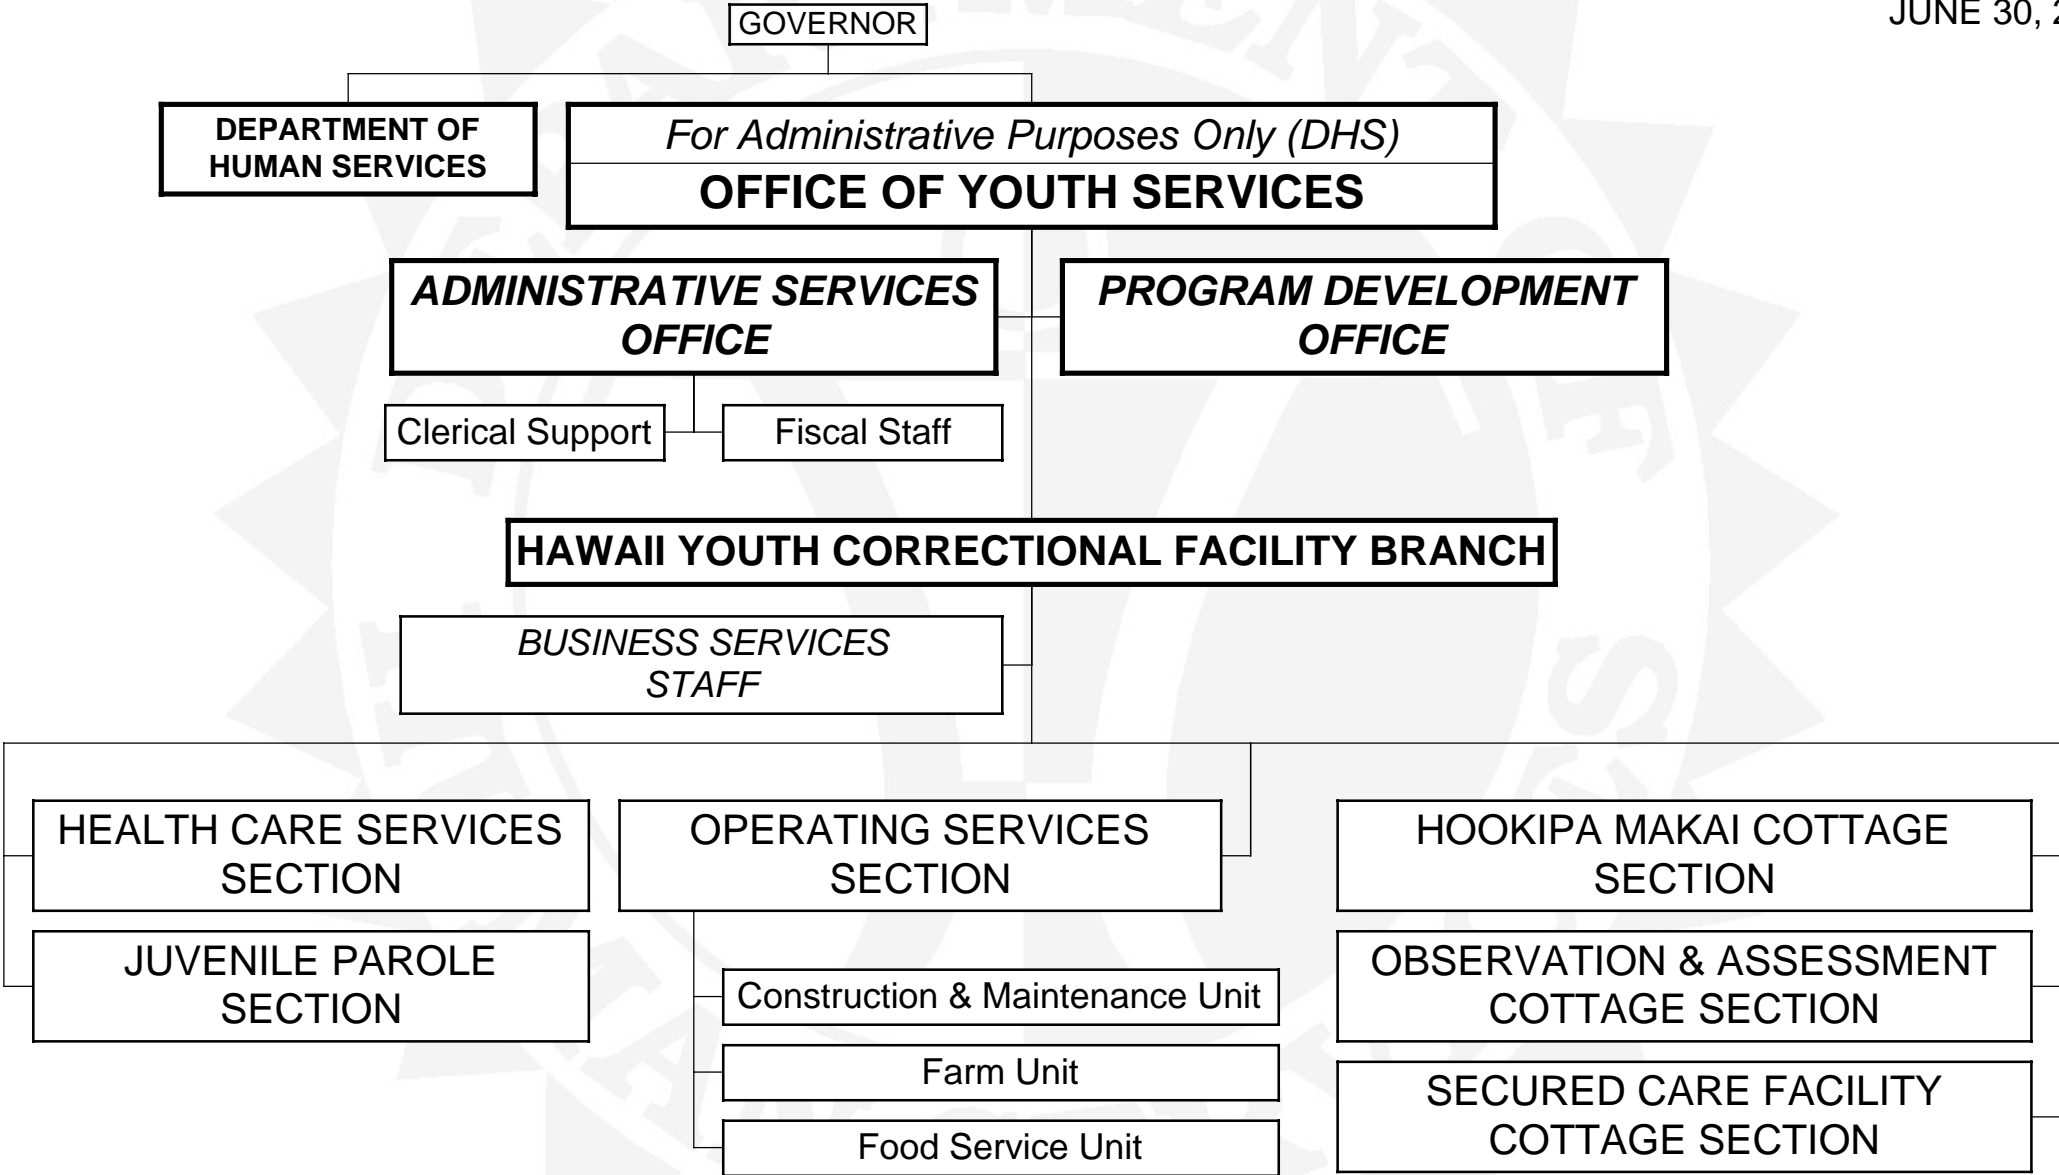 JUNE 30, 2
GOVERNOR
DEPARTMENT OF
HUMAN SERVICES
For Administrative Purposes Only (DHS)
OFFICE OF YOUTH SERVICES
ADMINISTRATIVE SERVICES
OFFICE
PROGRAM DEVELOPMENT
OFFICE
Clerical Support
Fiscal Staff
HAWAII YOUTH CORRECTIONAL FACILITY BRANCH
BUSINESS SERVICES
STAFF
HEALTH CARE SERVICES
SECTION
OPERATING SERVICES
SECTION
HOOKIPA MAKAI COTTAGE
SECTION
JUVENILE PAROLE
SECTION
Construction & Maintenance Unit
Farm Unit
Food Service Unit
OBSERVATION & ASSESSMENT
COTTAGE SECTION
SECURED CARE FACILITY
COTTAGE SECTION